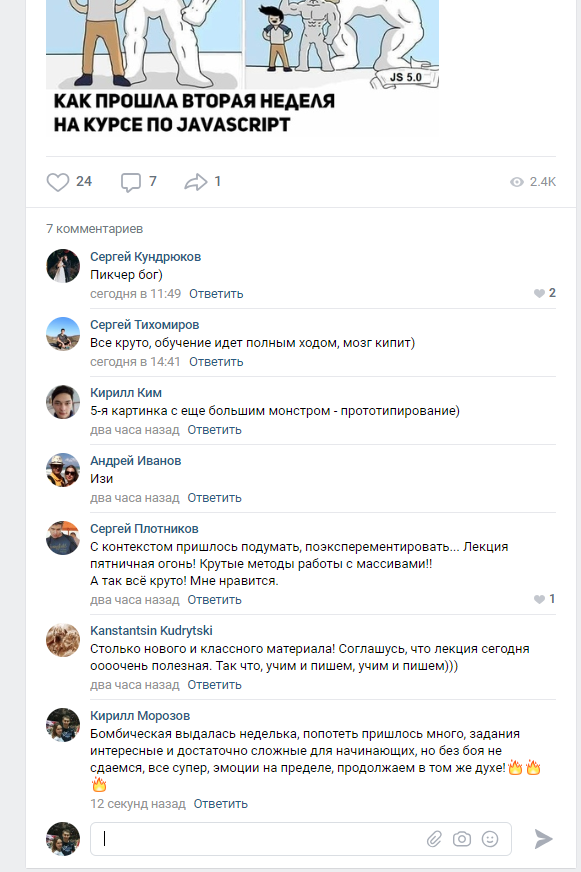 JS 5.0
КАК ПРОШЛА ВТОРАЯ НЕДЕЛЯ
НА КУРСЕ ПО JAVASCRIPT
24
7
1
2.4K
7 комментариев
Сергей Кундрюков
Пикчер бог)
сегодня в 11:49 Ответить
2
Сергей Тихомиров
Все круто, обучение идет полным ходом, мозг кипит)
сегодня в 14:41 Ответить
Кирилл Ким
5-я картинка с еще большим монстром - прототипирование)
два часа назад Ответить
Андрей Иванов
Изи
два часа назад Ответить
Сергей Плотников
С контекстом пришлось подумать, поэксперементировать... Лекция
пятничная огонь! Крутые методы работы с массивами!!
А так всё круто! Мне нравится.
два часа назад Ответить
1
Kanstantsin Kudrytski
Столько нового и классного материала! Соглашусь, что лекция сегодня
оооочень полезная. Так что, учим и пишем, учим и пишем)))
два часа назад Ответить
Кирилл Морозов
Бомбическая выдалась неделька, попотеть пришлось много, задания
интересные и достаточно сложные для начинающих, но без боя не
сдаемся, все супер, эмоции на пределе, продолжаем в том же духе!🔥🔥
🔥
12 секунд назад Ответить